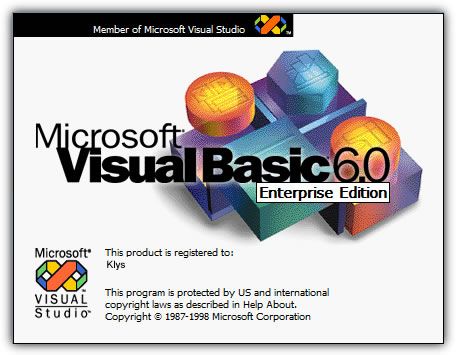 Member of Microsoft Visual Studio
Microsoft
Visual Basic 6.0
Enterprise Edition
Microsoft®
VISUAL
Studio™
This product is registered to:
Klys
This program is protected by US and international
copyright laws as described in Help About.
Copyright © 1987-1998 Microsoft Corporation